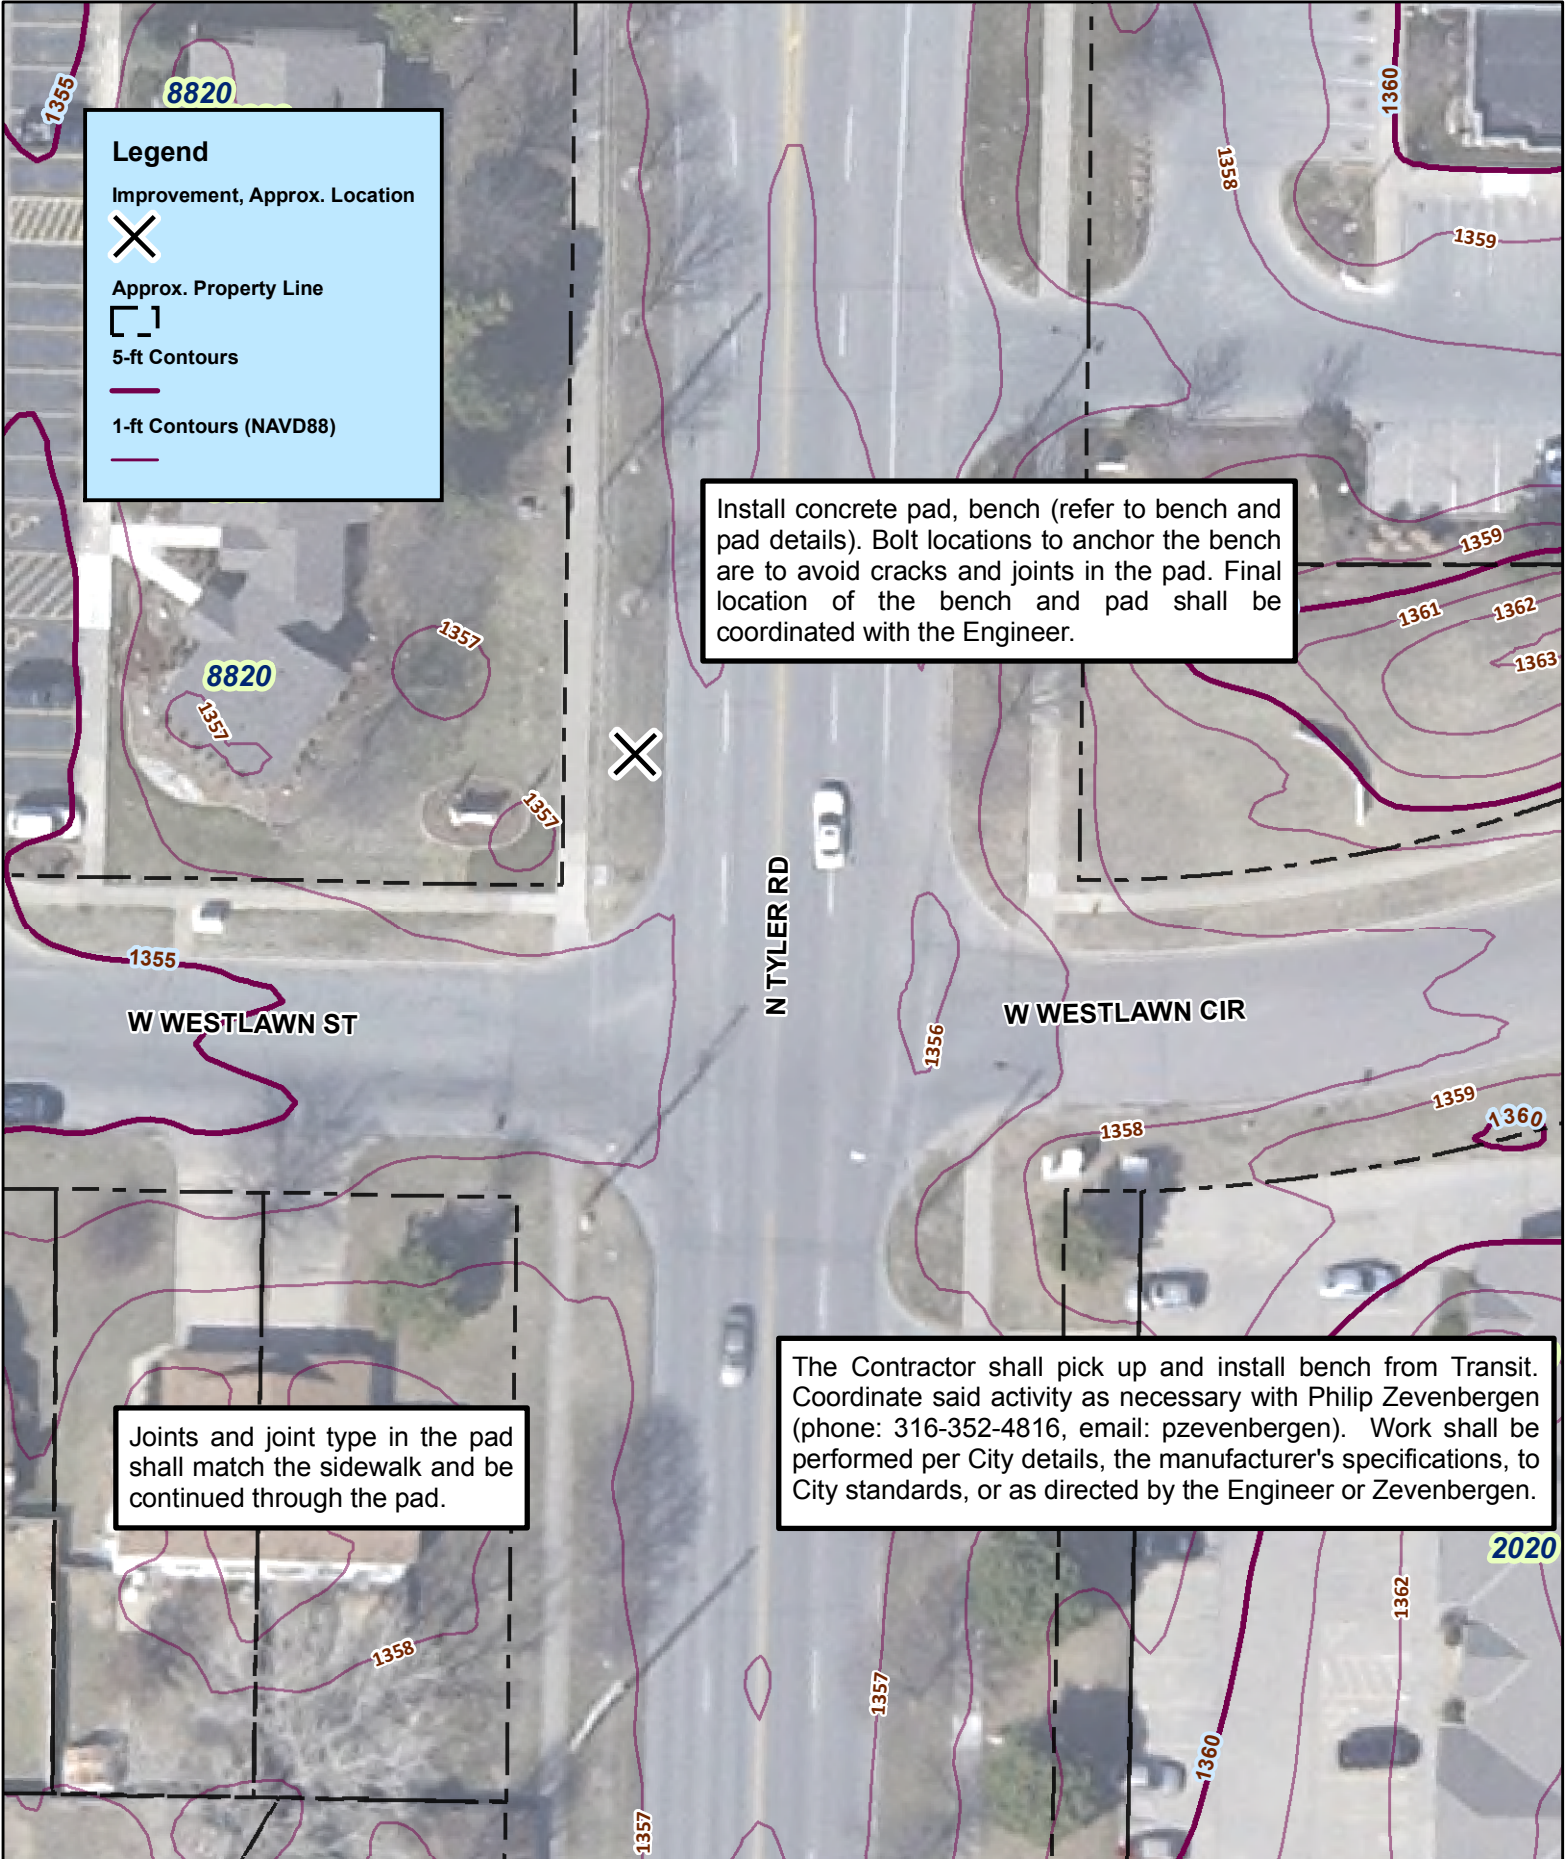 1355
8820
1360
1358
1359
Legend
Improvement, Approx. Location
Approx. Property Line
5-ft Contours
1-ft Contours (NAVD88)
Install concrete pad, bench (refer to bench and
pad details). Bolt locations to anchor the bench
are to avoid cracks and joints in the pad. Final
location of the bench and pad shall be
coordinated with the Engineer.
1359
1361
1362
1363
1357
8820
1357
1357
N TYLER RD
1355
W WESTLAWN ST
W WESTLAWN CIR
1356
1359
1360
1358
The Contractor shall pick up and install bench from Transit.
Coordinate said activity as necessary with Philip Zevenbergen
(phone: 316-352-4816, email: pzevenbergen). Work shall be
performed per City details, the manufacturer's specifications, to
City standards, or as directed by the Engineer or Zevenbergen.
Joints and joint type in the pad
shall match the sidewalk and be
continued through the pad.
2020
1362
1358
1357
1360
1357